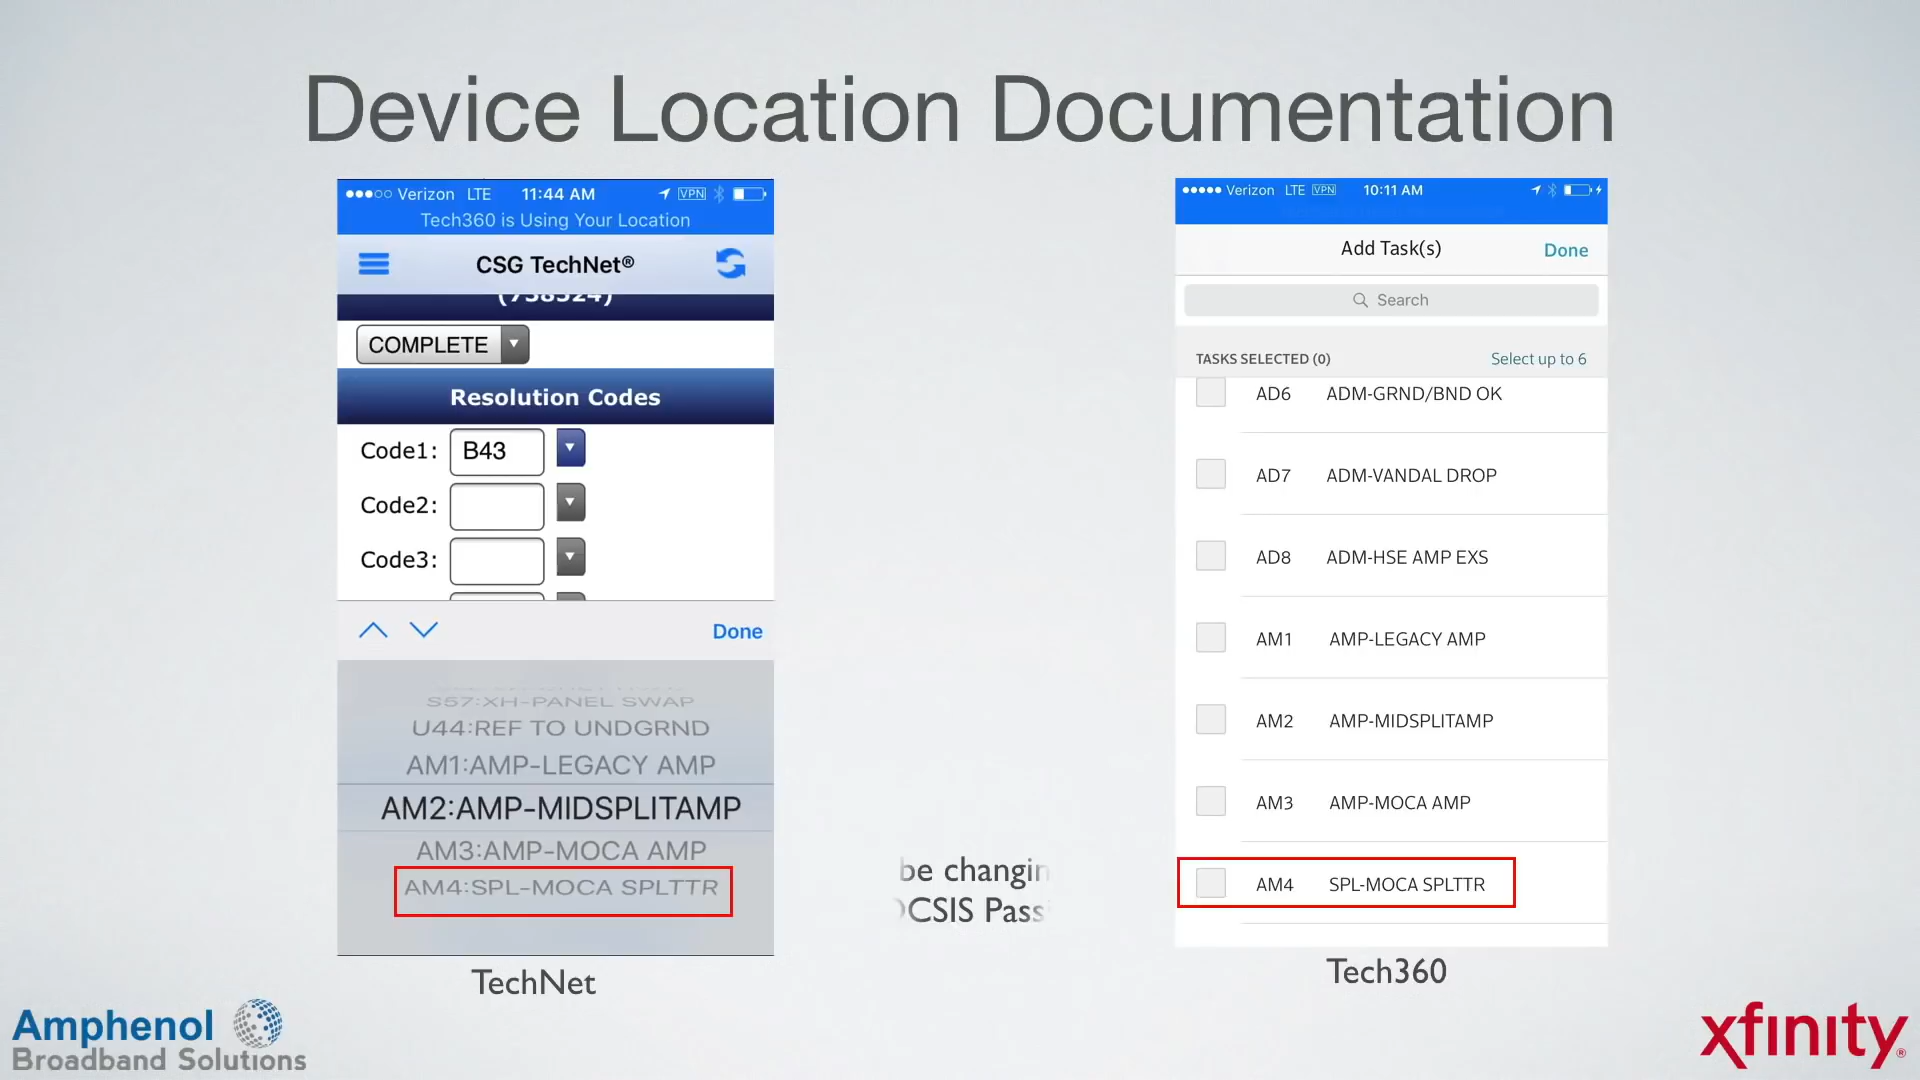 Device Location Documentation
Verizon LTE 11:44 AM VPN
Tech360 is Using Your Location
CSG TechNet®
COMPLETE
Resolution Codes
Code1: B43
Code2:
Code3:
Done
S57:XH-PANEL SWAP
U44:REF TO UNDGRND
AM1:AMP-LEGACY AMP
AM2:AMP-MIDSPLITAMP
AM3:AMP-MOCA AMP
AM4:SPL-MOCA SPLTTR
TechNet
be changin
CSIS Pass
Verizon LTE VPN 10:11 AM
Add Task(s) Done
Search
TASKS SELECTED (0) Select up to 6
AD6 ADM-GRND/BND OK
AD7 ADM-VANDAL DROP
AD8 ADM-HSE AMP EXS
AM1 AMP-LEGACY AMP
AM2 AMP-MIDSPLITAMP
AM3 AMP-MOCA AMP
AM4 SPL-MOCA SPLTTR
Tech360
Amphenol
Broadband Solutions
xfinity®